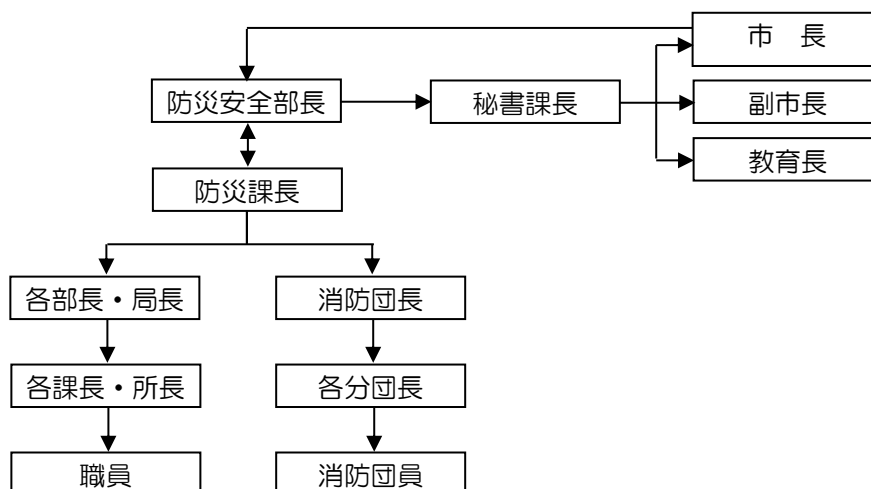 市　長
防災安全部長
秘書課長
副市長
教育長
防災課長
各部長・局長
消防団長
各課長・所長
各分団長
職員
消防団員